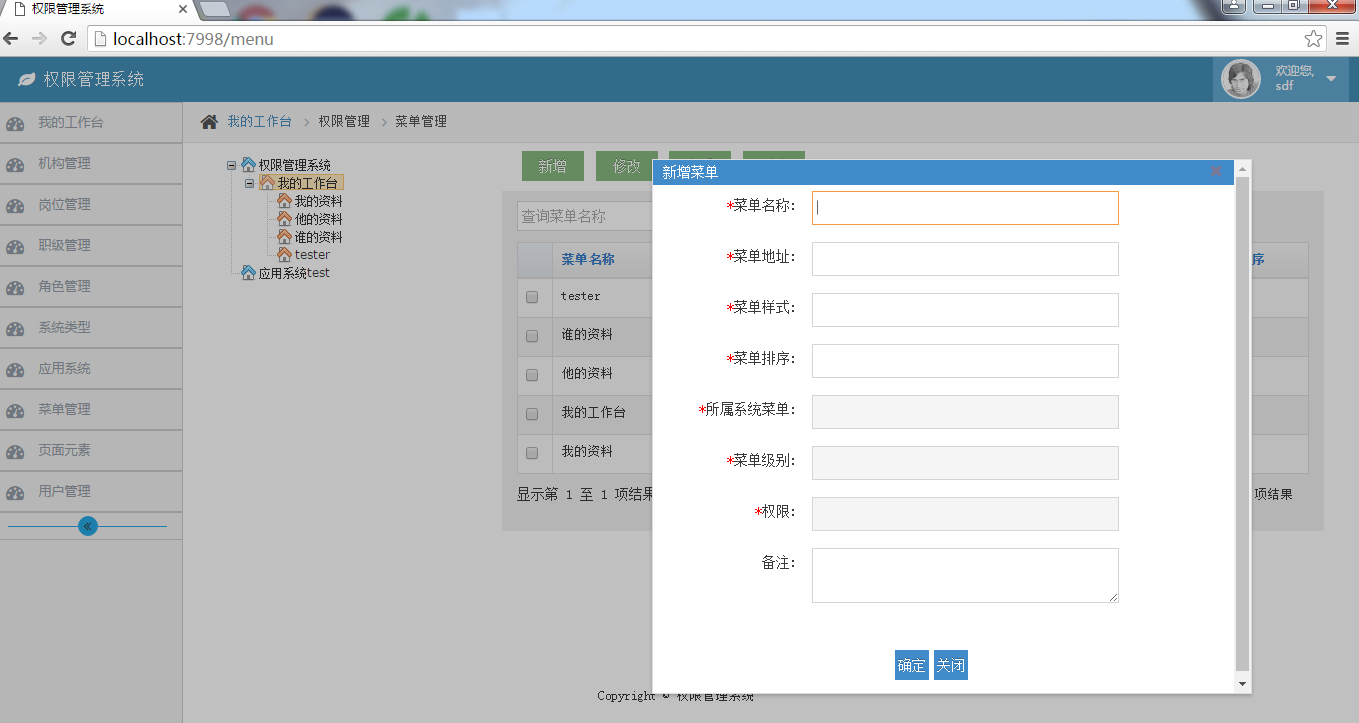 权限管理系统
localhost:7998/menu
权限管理系统
欢迎您,
sdf
我的工作台
机构管理
岗位管理
职级管理
角色管理
系统类型
应用系统
菜单管理
页面元素
用户管理
我的工作台 > 权限管理 > 菜单管理
权限管理系统
我的工作台
我的资料
他的资料
谁的资料
tester
应用系统test
新增 修改
查询菜单名称
菜单名称 序
tester
谁的资料
他的资料
我的工作台
我的资料
显示第 1 至 1 项结果 项结果
新增菜单
*菜单名称:
*菜单地址:
*菜单样式:
*菜单排序:
*所属系统菜单:
*菜单级别:
*权限:
备注:
确定 关闭
Copyright © 权限管理系统